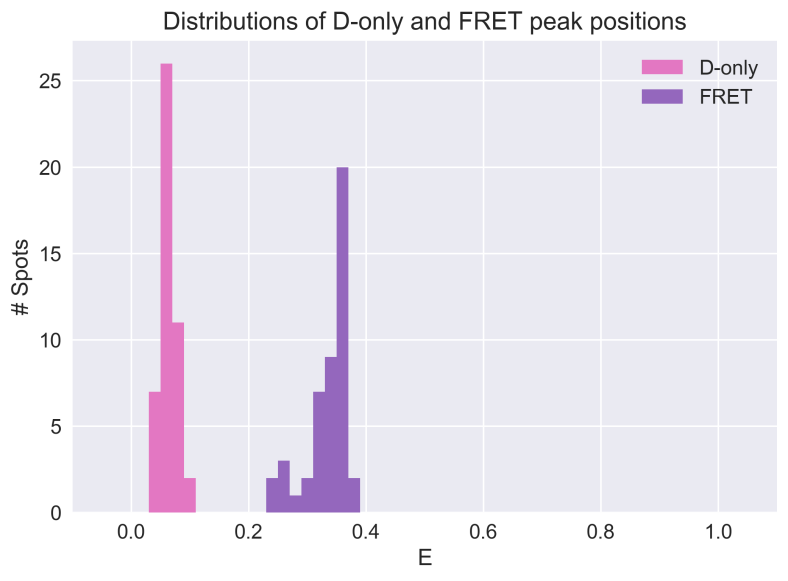 Distributions of D-only and FRET peak positions
D-only
FRET
# Spots
25
20
15
10
5
0
0.0 0.2 0.4 0.6 0.8 1.0
E